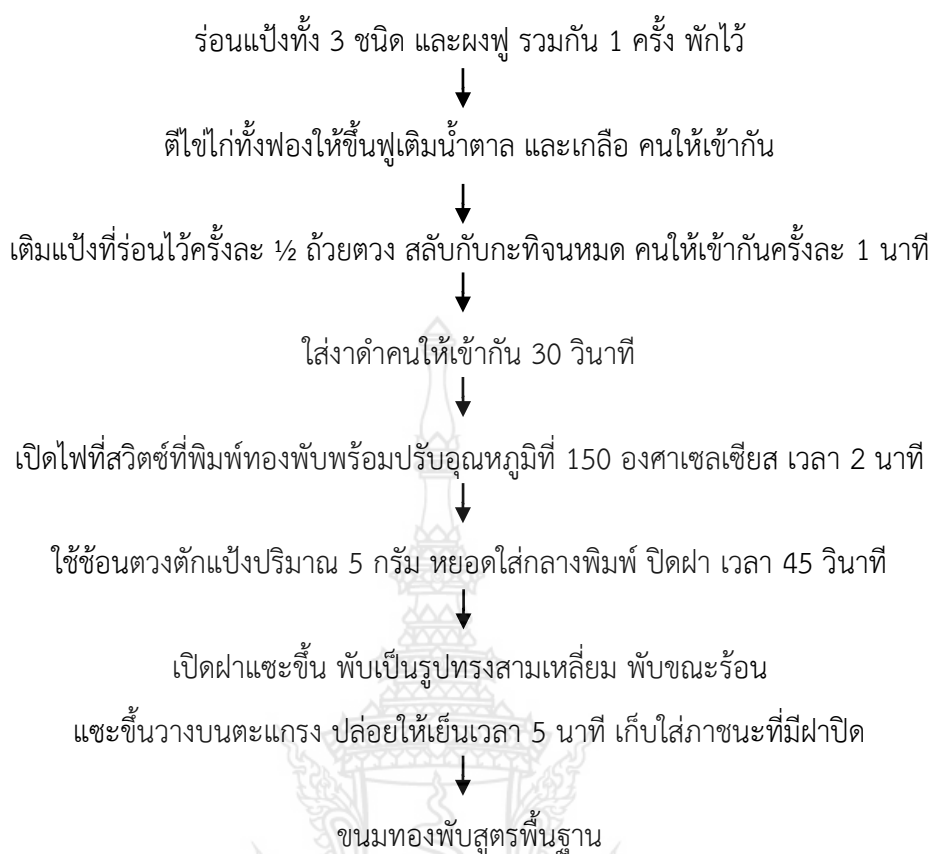 ร่อนแป้งทั้ง 3 ชนิด และผงฟู รวมกัน 1 ครั้ง พักไว้
ตีไข่ไก่ทั้งฟองให้ขึ้นฟูเติมน้ำตาล และเกลือ คนให้เข้ากัน
เติมแป้งที่ร่อนไว้ครั้งละ ½ ถ้วยตวง สลับกับกะทิจนหมด คนให้เข้ากันครั้งละ 1 นาที
ใส่งาดำคนให้เข้ากัน 30 วินาที
เปิดไฟที่สวิตซ์ที่พิมพ์ทองพับพร้อมปรับอุณหภูมิที่ 150 องศาเซลเซียส เวลา 2 นาที
ใช้ช้อนตวงตักแป้งปริมาณ 5 กรัม หยอดใส่กลางพิมพ์ ปิดฝา เวลา 45 วินาที
เปิดฝาแซะขึ้น พับเป็นรูปทรงสามเหลี่ยม พับขณะร้อน
แซะขึ้นวางบนตะแกรง ปล่อยให้เย็นเวลา 5 นาที เก็บใส่ภาชนะที่มีฝาปิด
ขนมทองพับสูตรพื้นฐาน